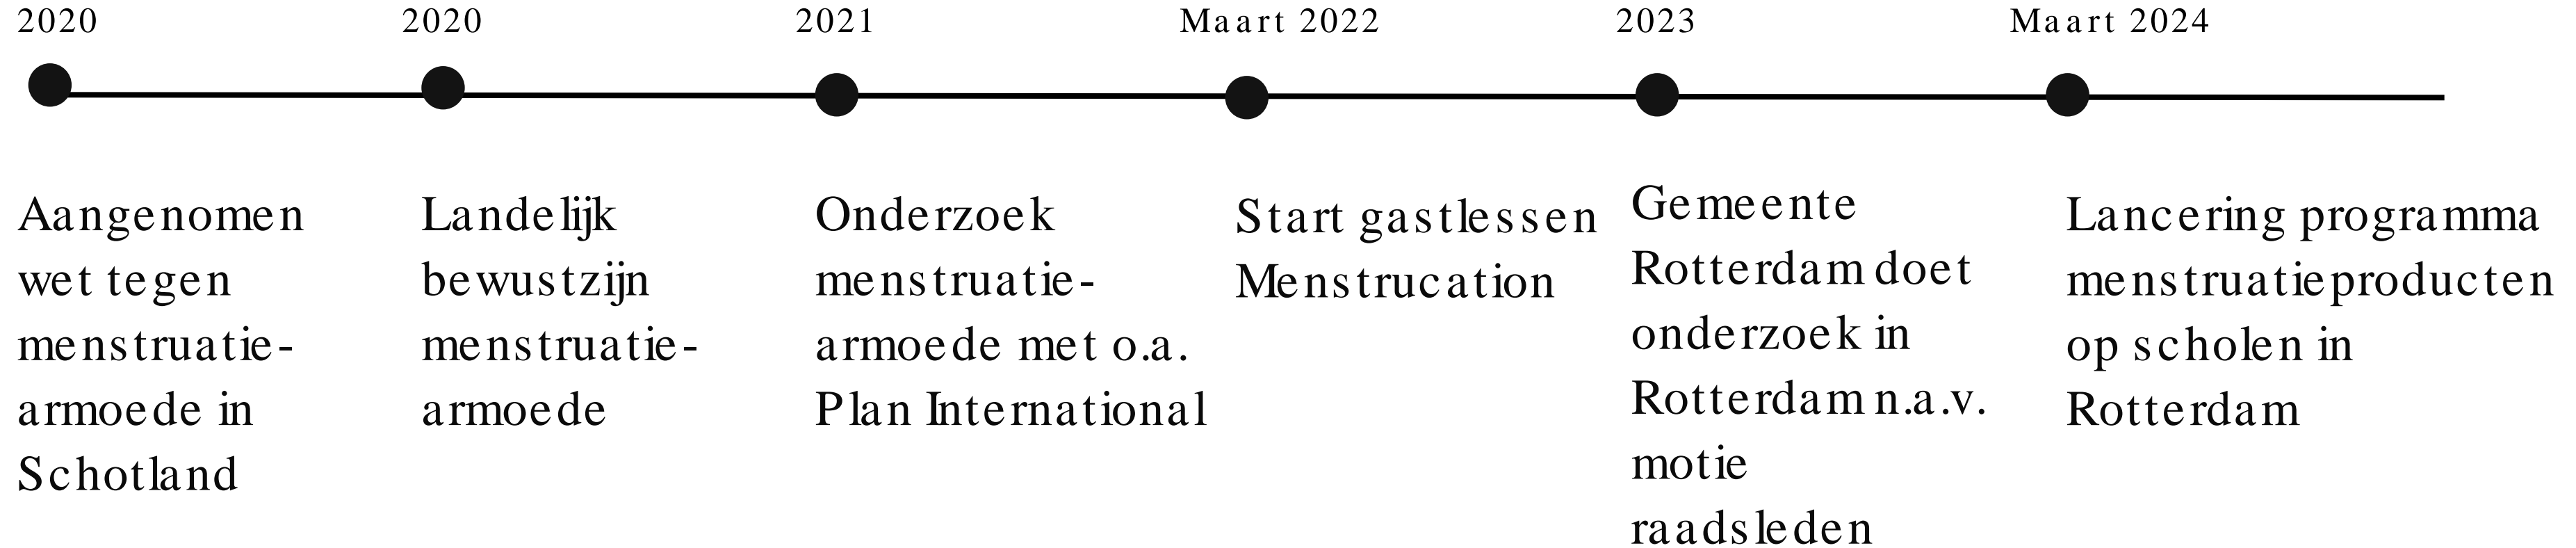 2020
2020
2021
Maart 2022
2023
Maart 2024
Aangenomen
wet tegen
menstruatie-
armoede in
Schotland
Landelijk
bewustzijn
menstruatie-
armoede
Onderzoek
menstruatie-
armoede met o.a.
Plan International
Start gastlessen
Menstrucation
Gemeente
Rotterdam doet
onderzoek in
Rotterdam n.a.v.
motie
raadsleden
Lancering programma
menstruatieproducten
op scholen in
Rotterdam